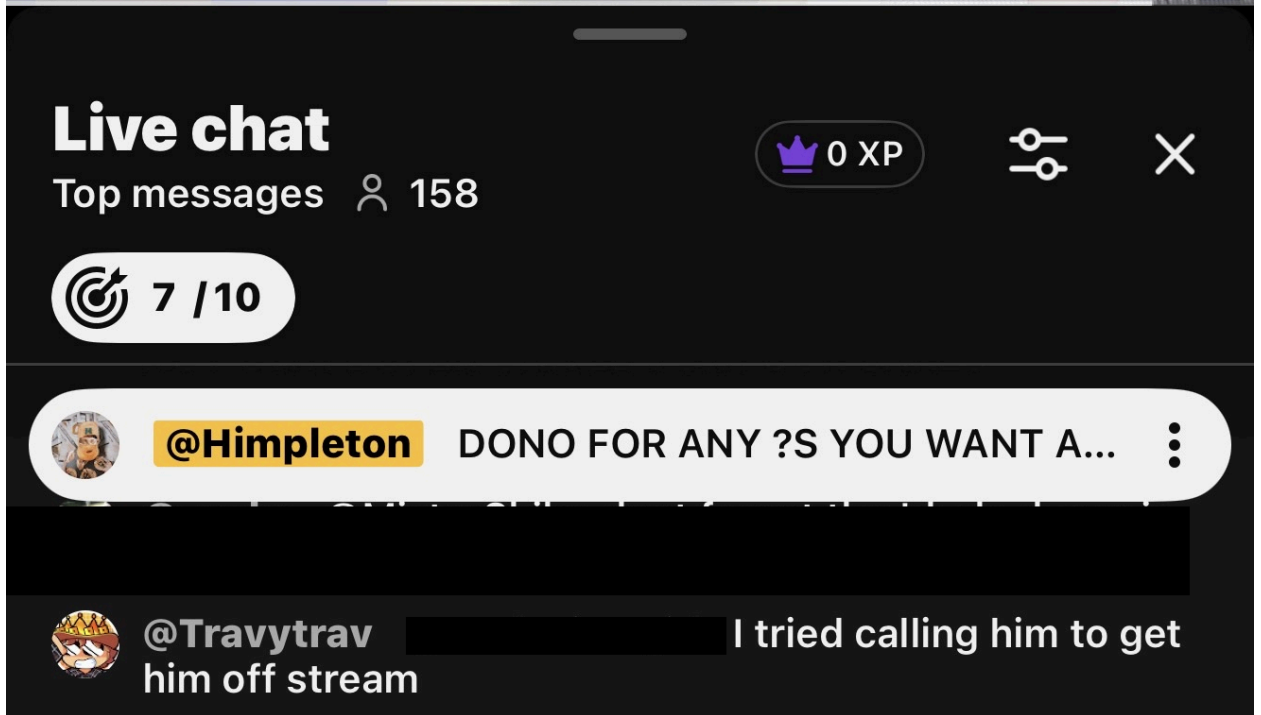 Live chat
0 XP
Top messages 158
7 /10
@Himpleton DONO FOR ANY ?S YOU WANT A...
@Travytrav I tried calling him to get
him off stream